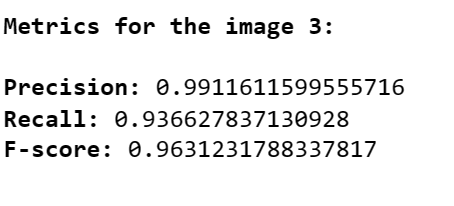 Metrics for the image 3:
Precision: 0.9911611599555716
Recall: 0.936627837130928
F-score: 0.9631231788337817